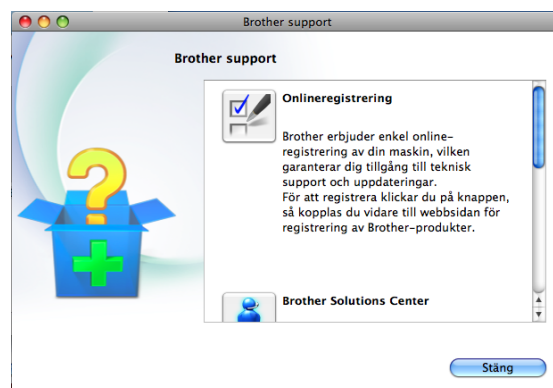 Brother support
Brother support
Onlineregistrering
Brother erbjuder enkel online-
registrering av din maskin, vilken
garanterar dig tillgång till teknisk
support och uppdateringar.
För att registrera klickar du på knappen,
så kopplas du vidare till webbsidan för
registrering av Brother-produkter.
Brother Solutions Center
Stäng